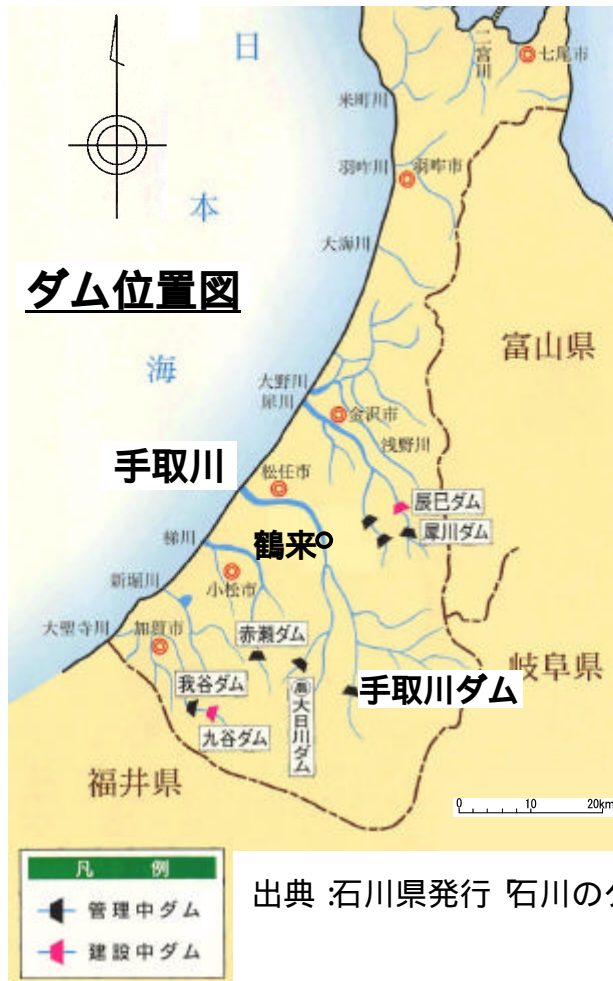 日
本
海
ダム位置図
二宮川
七尾市
米町川
羽咋川
羽咋市
大海川
富山県
大野川
犀川
金沢市
浅野川
手取川
松任市
辰巳ダム
犀川ダム
鶴来
梯川
小松市
新堀川
大聖寺川
加賀市
赤瀬ダム
岐阜県
我谷ダム
手取川ダム
農大日川ダム
九谷ダム
福井県
0 10 20km
凡 例
管理中ダム
建設中ダム
出典:石川県発行『石川の